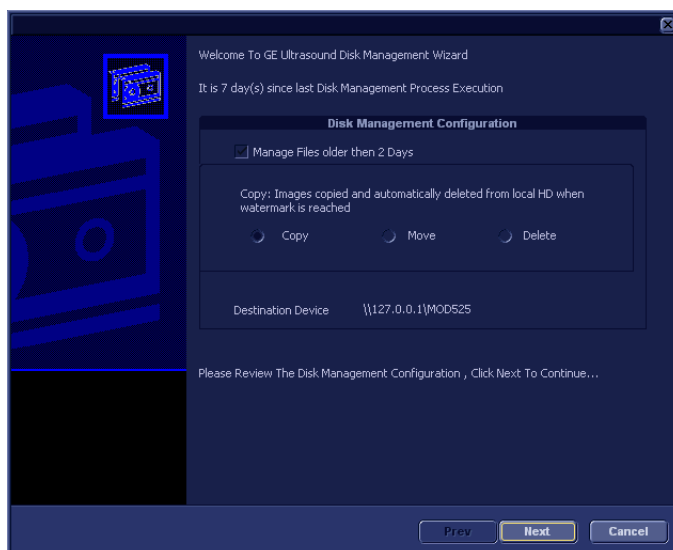 Welcome To GE Ultrasound Disk Management Wizard
It is 7 day(s) since last Disk Management Process Execution
Disk Management Configuration
Manage Files older then 2 Days
Copy: Images copied and automatically deleted from local HD when
watermark is reached
Copy Move Delete
Destination Device \\127.0.0.1\MOD525
Please Review The Disk Management Configuration , Click Next To Continue...
Prev Next Cancel